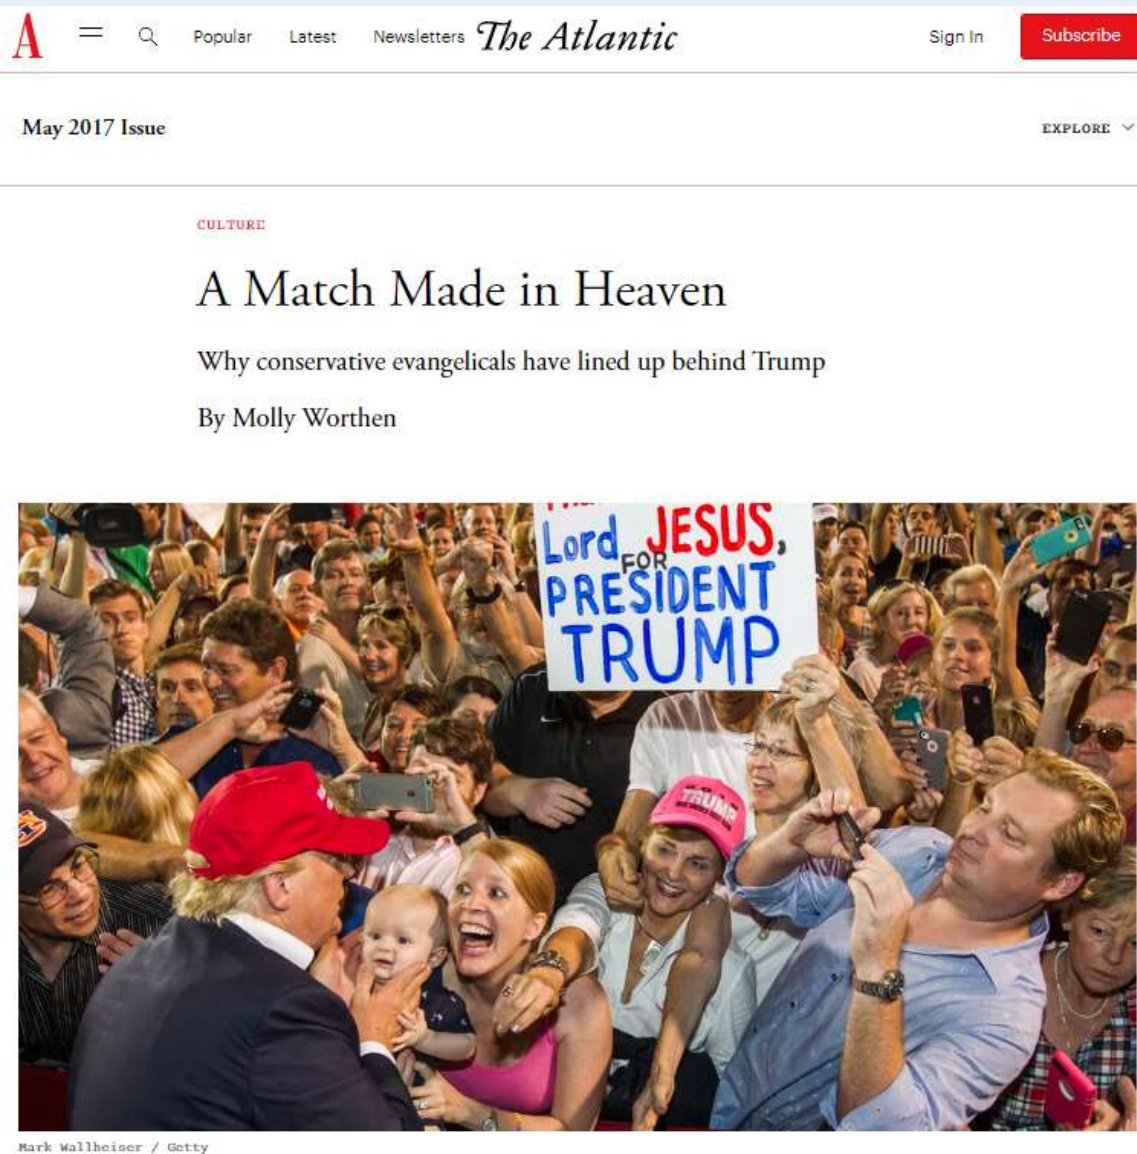 A Popular Latest Newsletters The Atlantic Sign In Subscribe
May 2017 Issue EXPLORE
CULTURE
A Match Made in Heaven
Why conservative evangelicals have lined up behind Trump
By Molly Worthen
Lord JESUS,
FOR
PRESIDENT
TRUMP
TRUMP
Mark Wallheiser / Getty